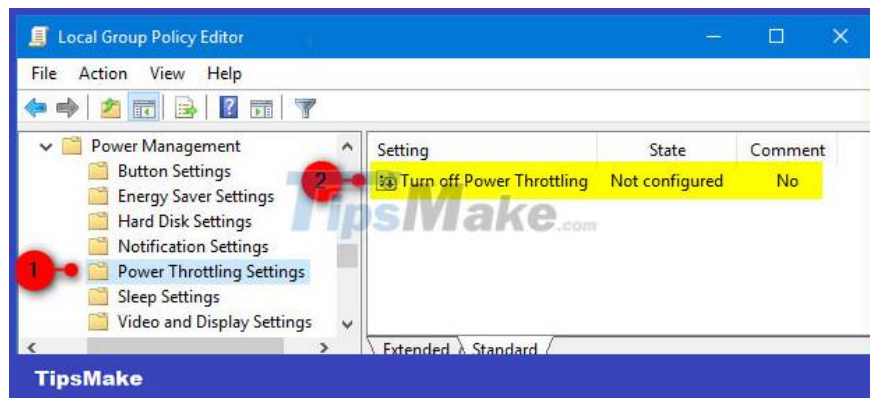 Local Group Policy Editor
File Action View Help
Power Management
Button Settings
Energy Saver Settings
Hard Disk Settings
Notification Settings
Power Throttling Settings
Sleep Settings
Video and Display Settings
1
Setting State Comment
2
Turn off Power Throttling Not configured No
TipsMake.com
Extended Standard
TipsMake